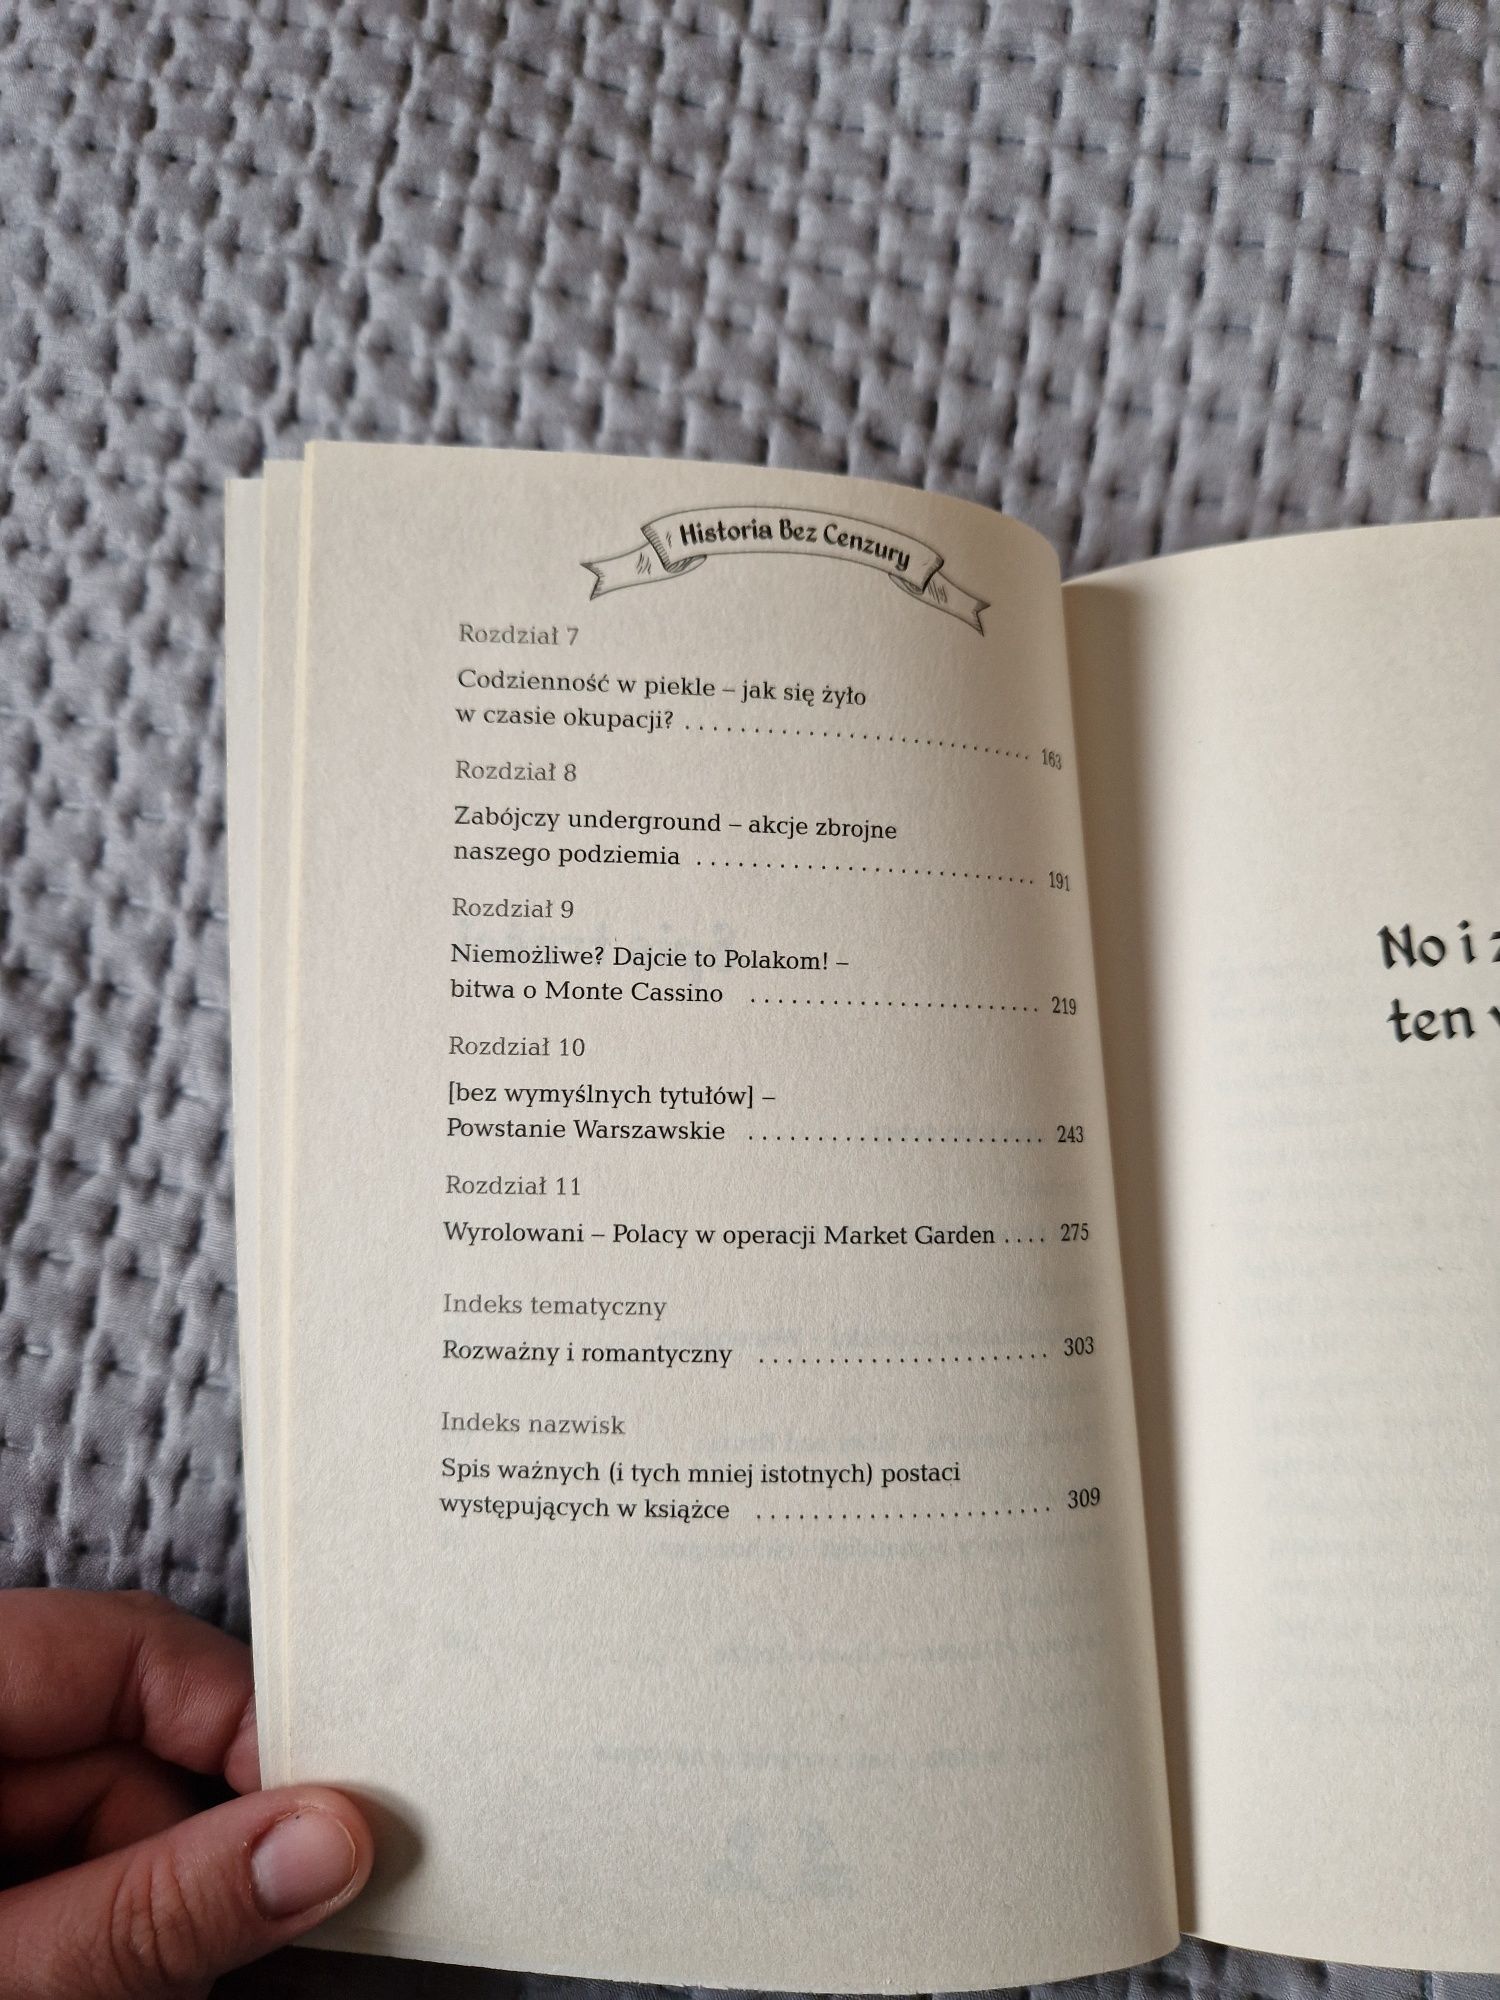 Historia Bez Cenzury
Rozdział 7
Codzienność w piekle – jak się żyło
w czasie okupacji? . . . . . . . . . . . . . . . . . . . . . . . . . 163
Rozdział 8
Zabójczy underground – akcje zbrojne
naszego podziemia . . . . . . . . . . . . . . . . . . . . . . . . . 191
Rozdział 9
Niemożliwe? Dajcie to Polakom! –
bitwa o Monte Cassino . . . . . . . . . . . . . . . . . . . . . 219
Rozdział 10
[bez wymyślnych tytułów] –
Powstanie Warszawskie . . . . . . . . . . . . . . . . . . . . . 243
Rozdział 11
Wyrolowani – Polacy w operacji Market Garden . . . . 275
Indeks tematyczny
Rozważny i romantyczny . . . . . . . . . . . . . . . . . . . . . 303
Indeks nazwisk
Spis ważnych (i tych mniej istotnych) postaci
występujących w książce . . . . . . . . . . . . . . . . . . . . . 309
No i
ten